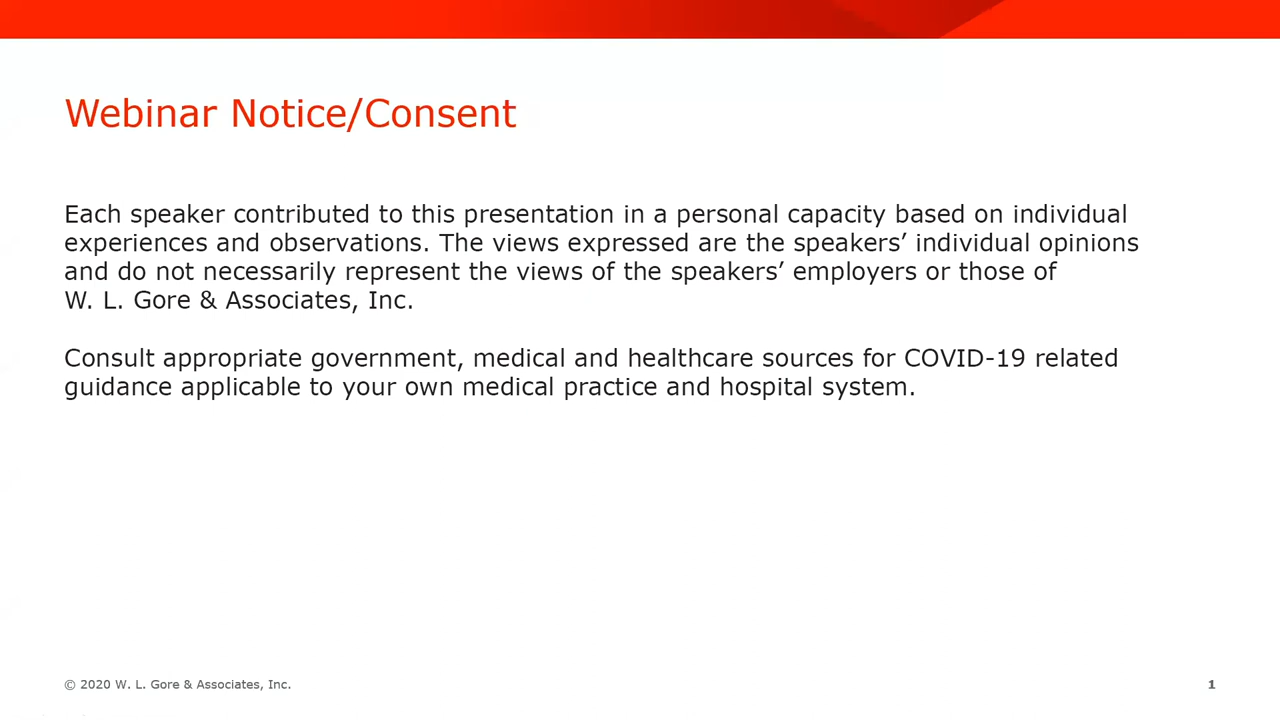 Webinar Notice/Consent
Each speaker contributed to this presentation in a personal capacity based on individual
experiences and observations. The views expressed are the speakers’ individual opinions
and do not necessarily represent the views of the speakers’ employers or those of
W. L. Gore & Associates, Inc.
Consult appropriate government, medical and healthcare sources for COVID-19 related
guidance applicable to your own medical practice and hospital system.
© 2020 W. L. Gore & Associates, Inc.
1